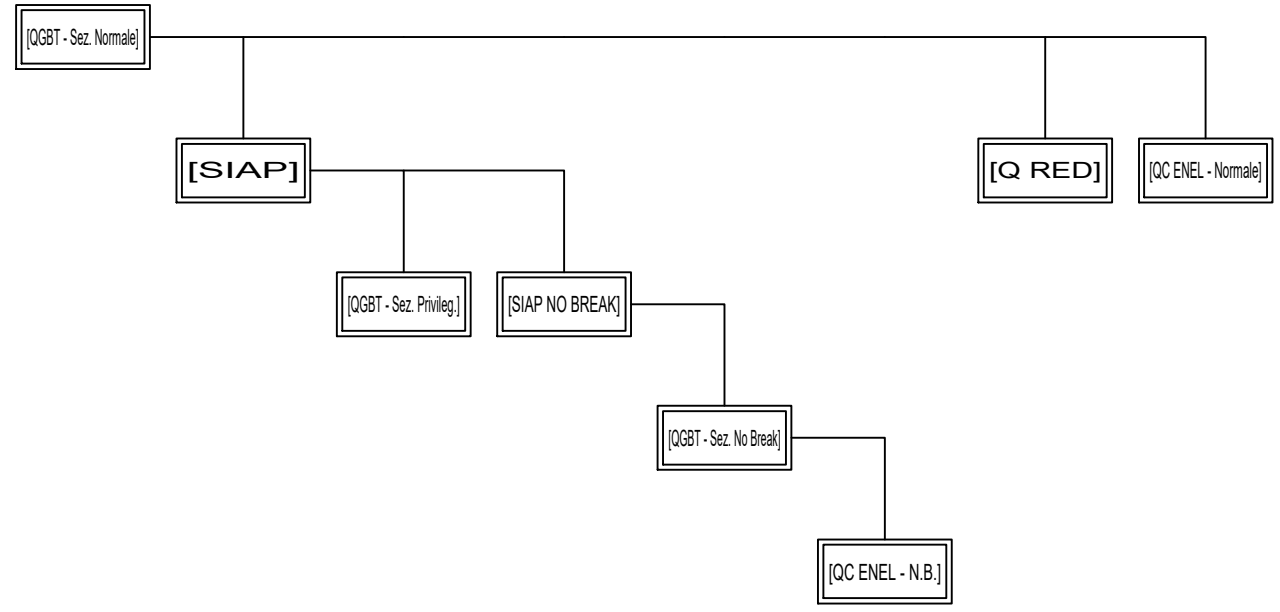 [QGBT - Sez. Normale]
[SIAP]
[Q RED]
[QC ENEL - Normale]
[QGBT - Sez. Privileg.]
[SIAP NO BREAK]
[QGBT - Sez. No Break]
[QC ENEL - N.B.]